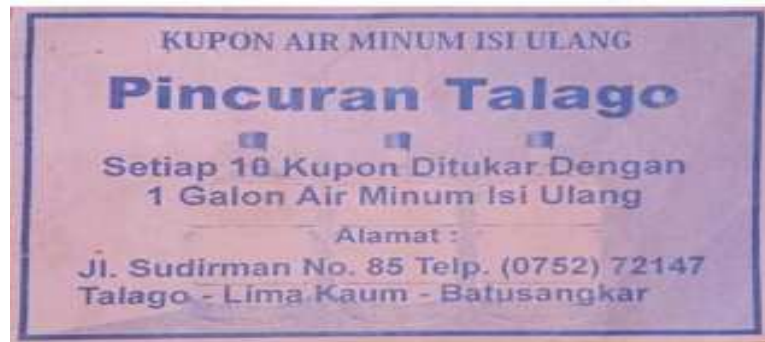 KUPON AIR MINUM ISI ULANG
Pincuran Talago
Setiap 10 Kupon Ditukar Dengan
1 Galon Air Minum Isi Ulang
Alamat :
Jl. Sudirman No. 85 Telp. (0752) 72147
Talago - Lima Kaum - Batusangkar